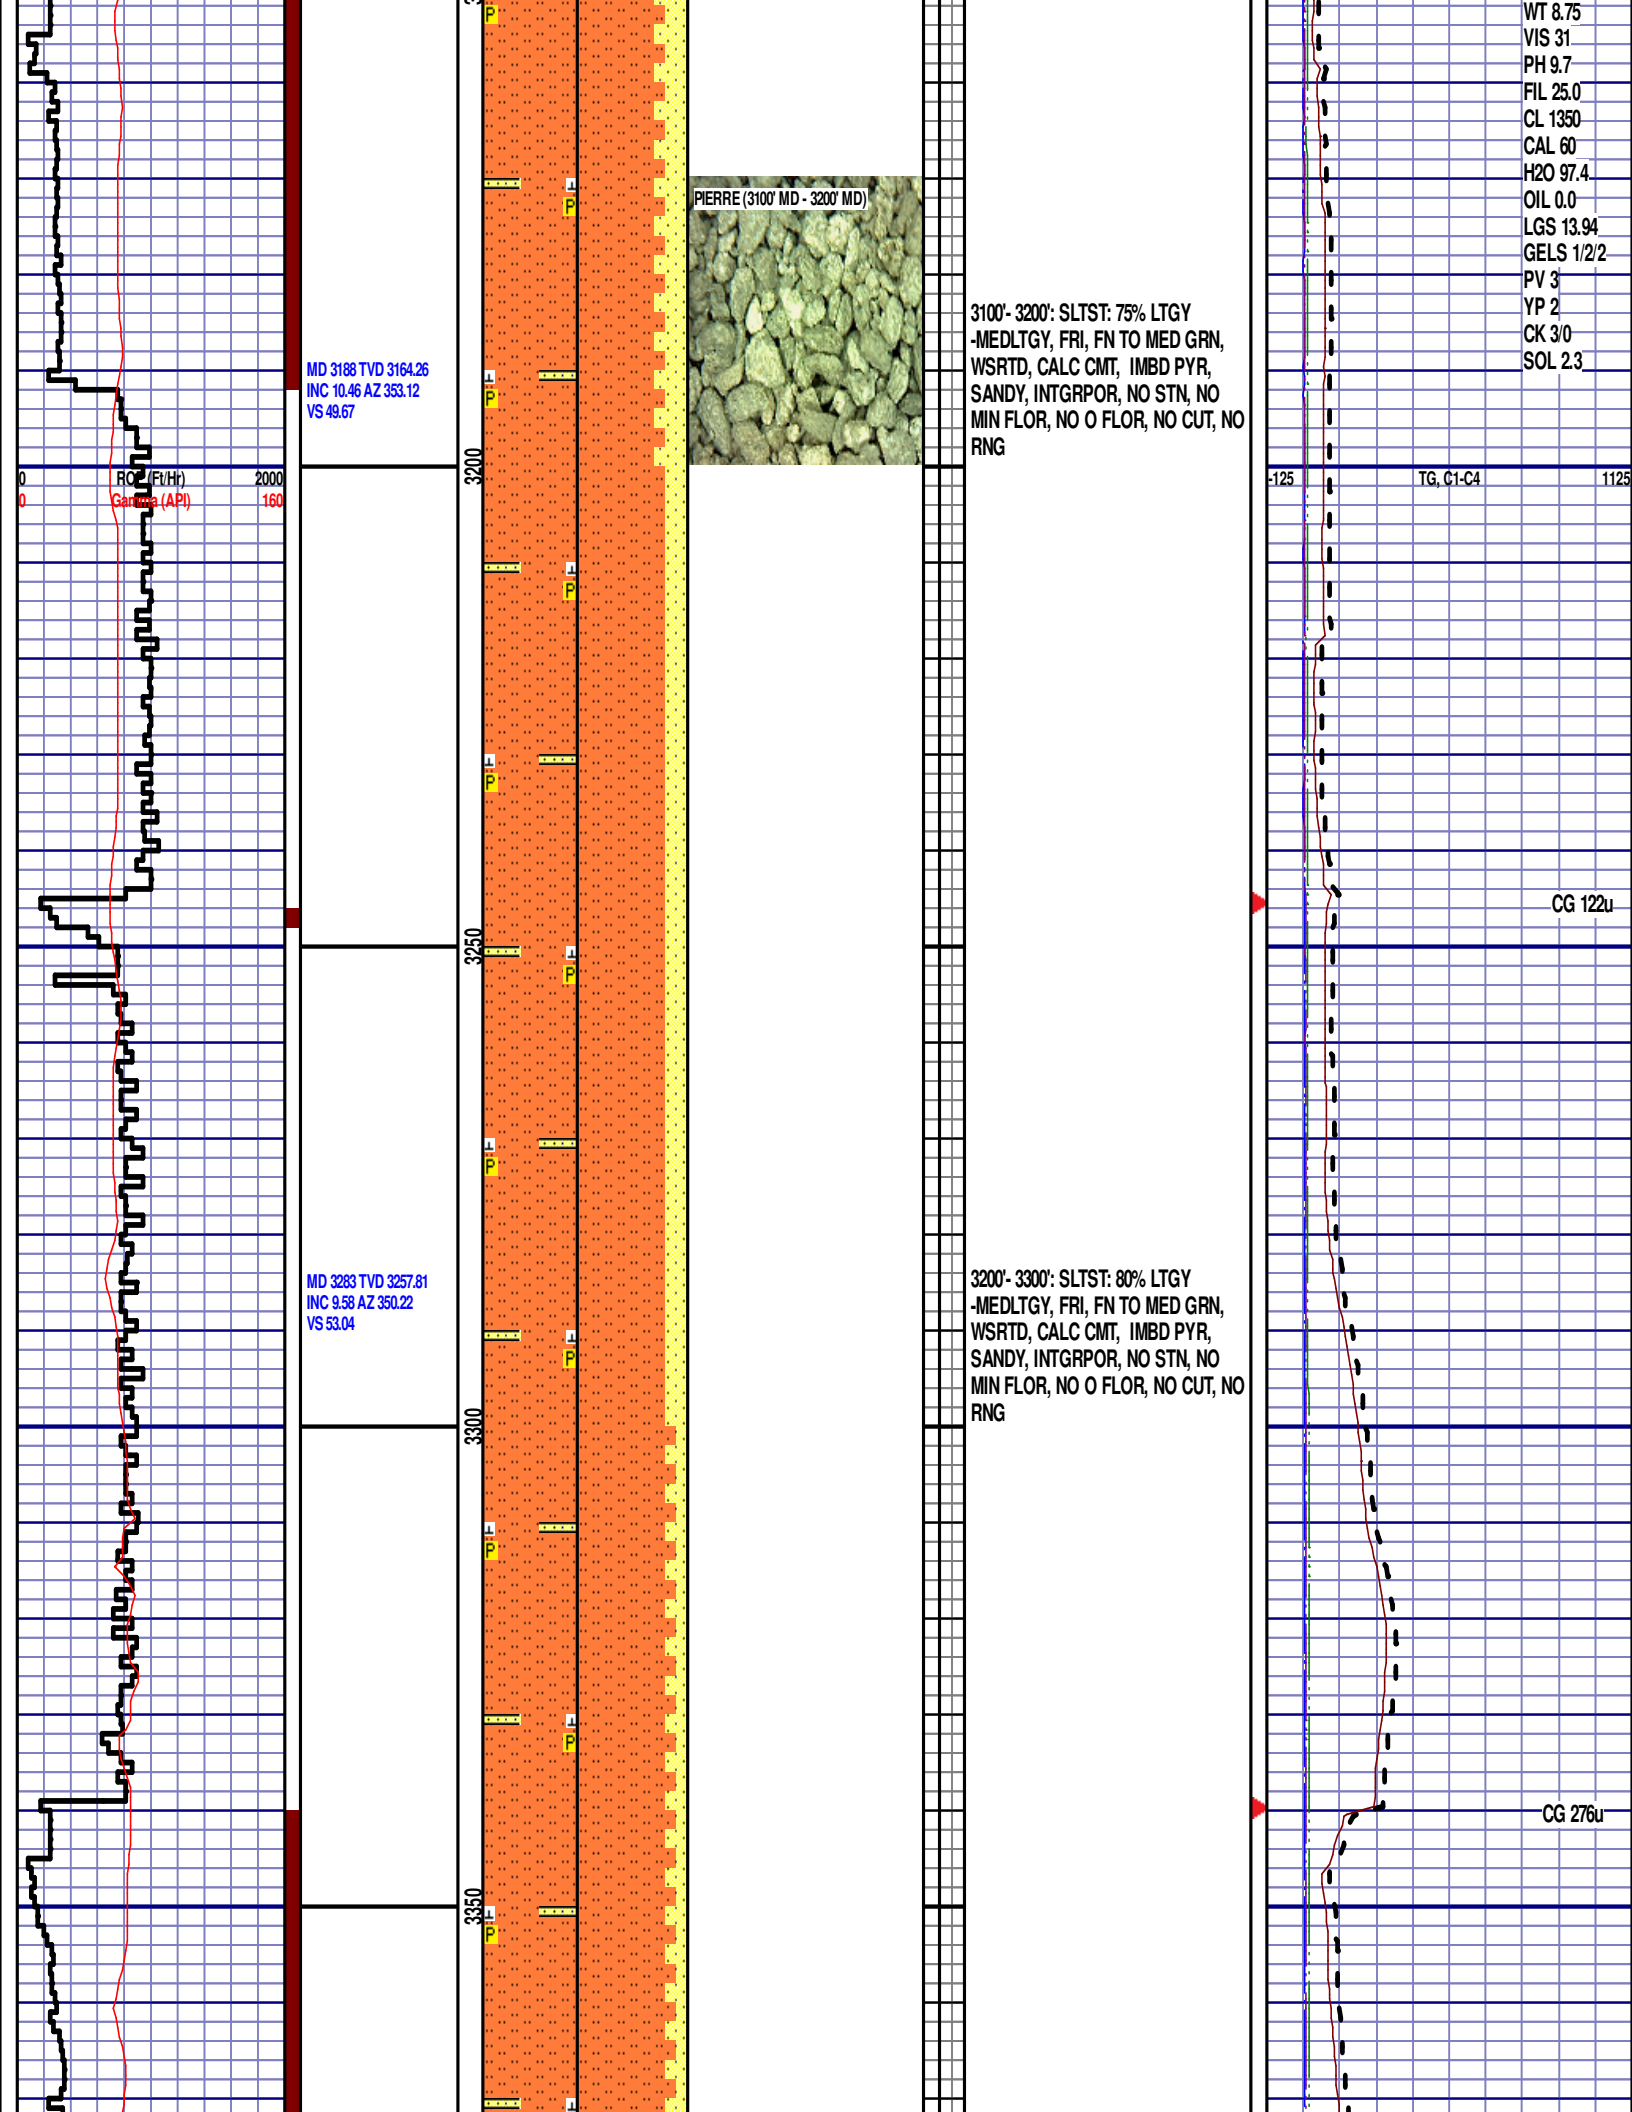 WT 8.75
VIS 31
PH 9.7
FIL 25.0
CL 1350
CAL 60
H2O 97.4
OIL 0.0
LGS 13.94
GELS 1/2/2
PV 3
YP 2
CK 3/0
SOL 2.3
P
PIERRE (3100' MD - 3200' MD)
P
3100'- 3200': SLTST: 75% LTGY
-MEDLTGY, FRI, FN TO MED GRN,
WSRTD, CALC CMT, IMBD PYR,
SANDY, INTGRPOR, NO STN, NO
MIN FLOR, NO O FLOR, NO CUT, NO
RNG
MD 3188 TVD 3164.26
INC 10.46 AZ 353.12
VS 49.67
P
3200
0 ROP (Ft/Hr) 2000
0 Gamma (API) 160
-125 TG, C1-C4 1125
P
P
CG 122u
3250
P
P
MD 3283 TVD 3257.81
INC 9.58 AZ 350.22
VS 53.04
3200'- 3300': SLTST: 80% LTGY
-MEDLTGY, FRI, FN TO MED GRN,
WSRTD, CALC CMT, IMBD PYR,
SANDY, INTGRPOR, NO STN, NO
MIN FLOR, NO O FLOR, NO CUT, NO
RNG
P
3300
P
P
CG 276u
3350
P